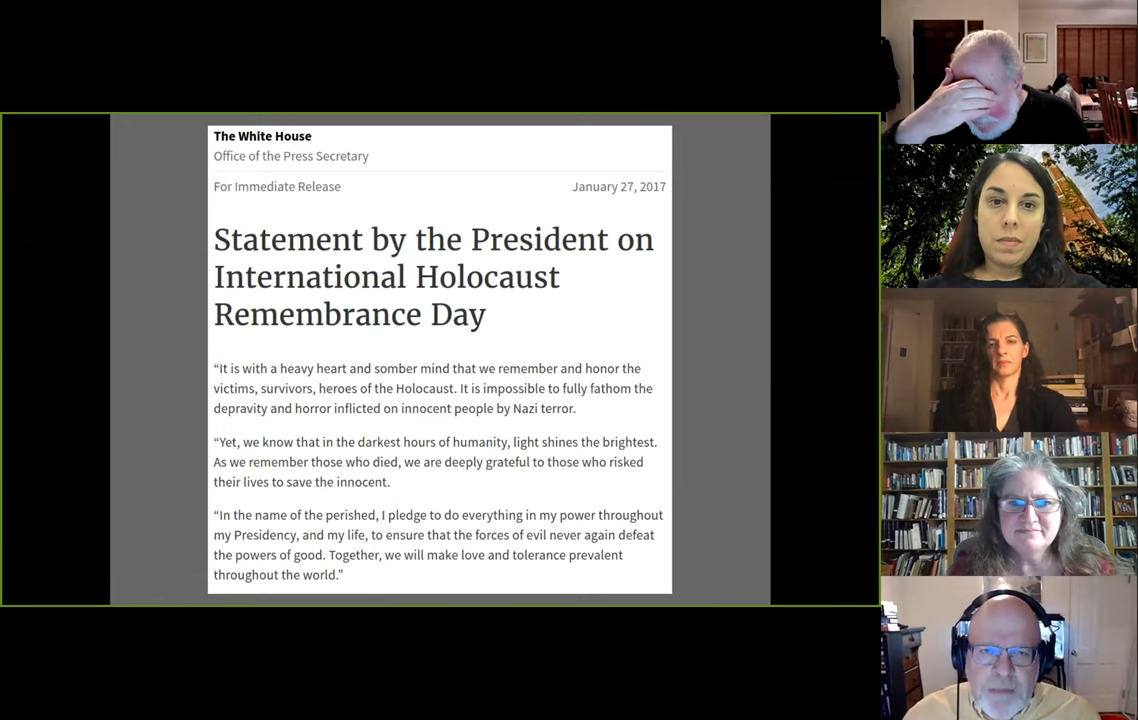 The White House
Office of the Press Secretary
For Immediate Release January 27, 2017
Statement by the President on
International Holocaust
Remembrance Day
“It is with a heavy heart and somber mind that we remember and honor the
victims, survivors, heroes of the Holocaust. It is impossible to fully fathom the
depravity and horror inflicted on innocent people by Nazi terror.
“Yet, we know that in the darkest hours of humanity, light shines the brightest.
As we remember those who died, we are deeply grateful to those who risked
their lives to save the innocent.
“In the name of the perished, I pledge to do everything in my power throughout
my Presidency, and my life, to ensure that the forces of evil never again defeat
the powers of good. Together, we will make love and tolerance prevalent
throughout the world.”